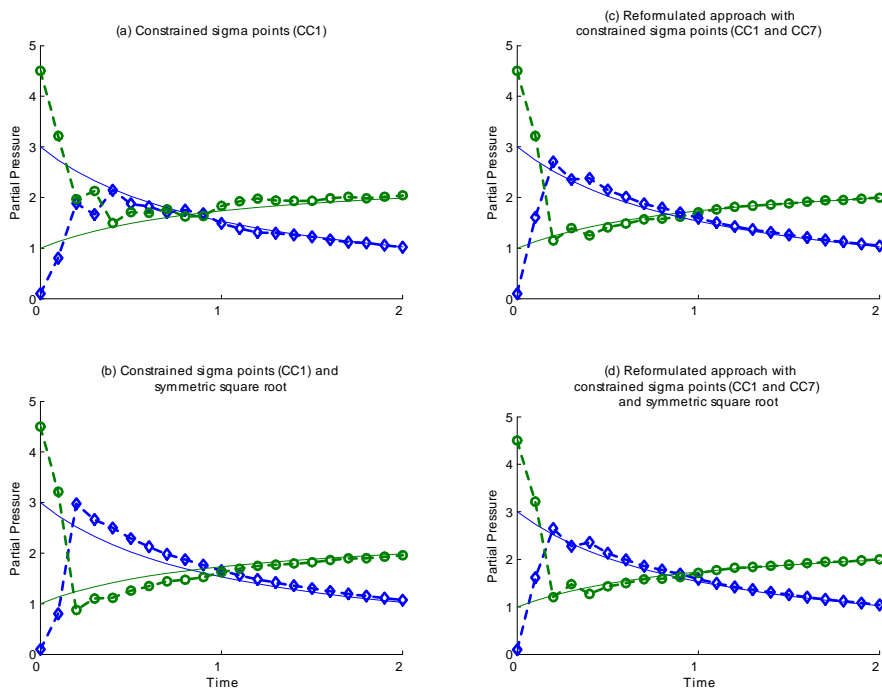 (a) Constrained sigma points (CC1)
5
4
3
2
1
0
Partial Pressure
0
1
2
(c) Reformulated approach with
constrained sigma points (CC1 and CC7)
5
4
3
2
1
0
Partial Pressure
0
1
2
(b) Constrained sigma points (CC1) and
symmetric square root
5
4
3
2
1
0
Partial Pressure
0
1
2
Time
(d) Reformulated approach with
constrained sigma points (CC1 and CC7)
and symmetric square root
5
4
3
2
1
0
Partial Pressure
0
1
2
Time